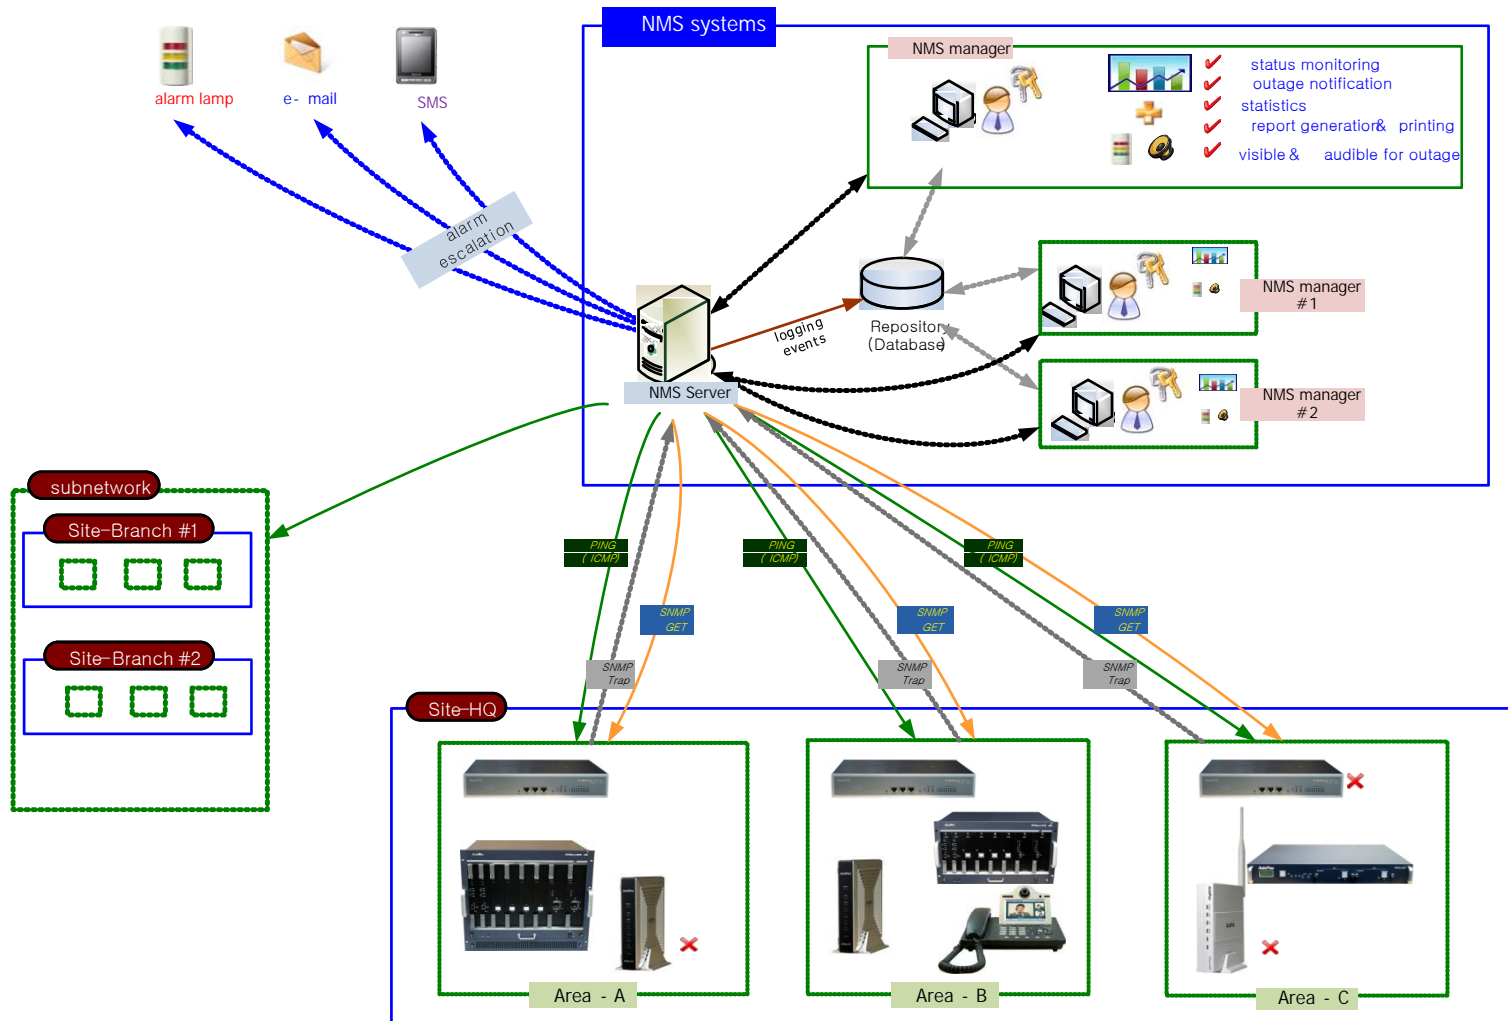 NMS systems
NMS manager
status monitoring
outage notification
statistics
report generation& printing
visible & audible for outage
alarm lamp
e- mail
SMS
alarm
escalation
NMS manager
#1
Repository
(Database)
logging
events
NMS Server
NMS manager
#2
subnetwork
Site-Branch #1
Site-Branch #2
PING
( ICMP)
PING
( ICMP)
PING
( ICMP)
SNMP
GET
SNMP
GET
SNMP
GET
SNMP
Trap
SNMP
Trap
SNMP
Trap
Site-HQ
Area - A
Area - B
Area - C